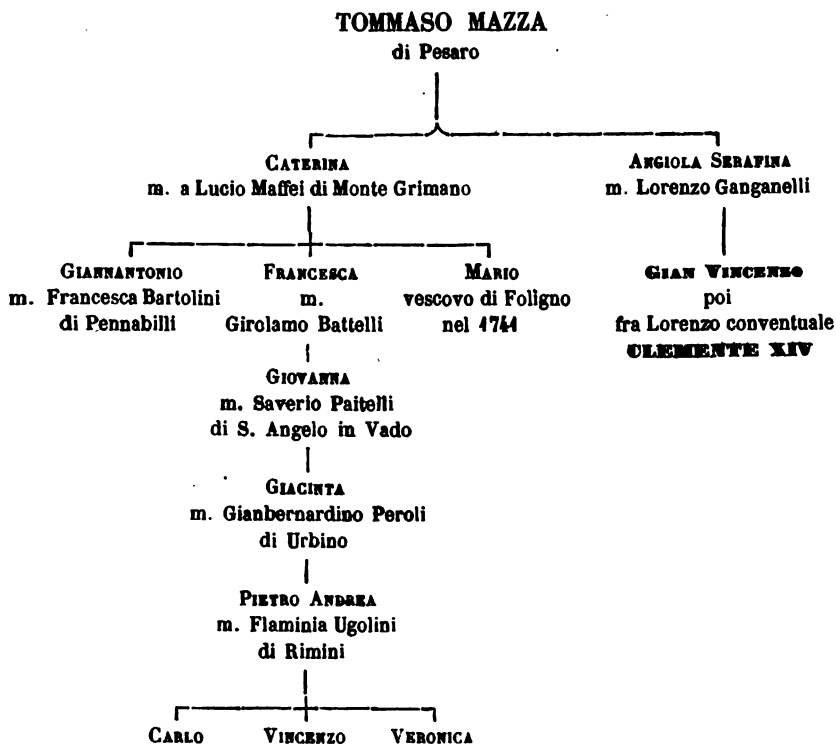 TOMMASO MAZZA
di Pesaro
CATERINA
m. a Lucio Maffei di Monte Grimano
ANGIOLA SERAFINA
m. Lorenzo Ganganelli
GIANNANTONIO
m. Francesca Bartolini
di Pennabilli
FRANCESCA
m.
Girolamo Battelli
MARIO
vescovo di Foligno
nel 1741
GIAN VINCENZO
poi
fra Lorenzo conventuale
CLEMENTE XIV
GIOVANNA
m. Saverio Paitelli
di S. Angelo in Vado
GIACINTA
m. Gianbernardino Peroli
di Urbino
PIETRO ANDREA
m. Flaminia Ugolini
di Rimini
CARLO VINCENZO VERONICA